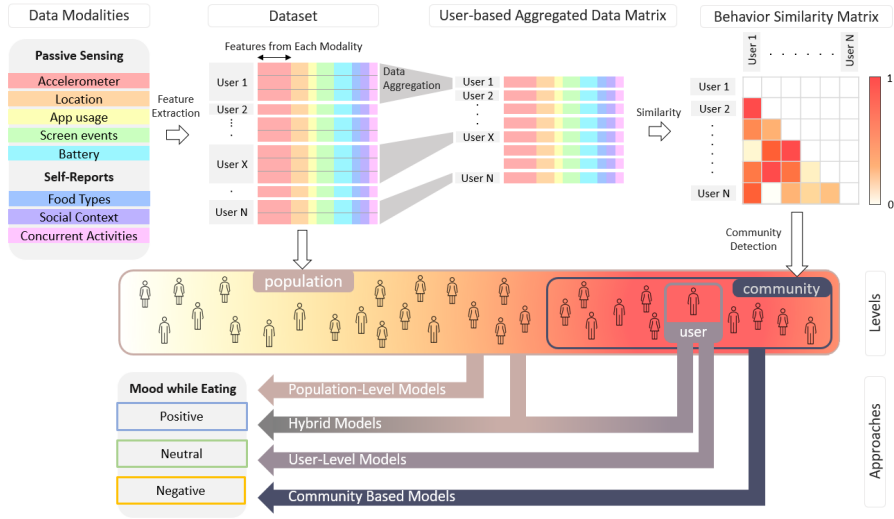 Data Modalities
Dataset
User-based Aggregated Data Matrix
Behavior Similarity Matrix
Passive Sensing
Accelerometer
Location
App usage
Screen events
Battery
Self-Reports
Food Types
Social Context
Concurrent Activities
Feature
Extraction
Features from Each Modality
User 1
User 2
User X
User N
Data
Aggregation
User 1
User 2
User X
User N
Similarity
User 1
. . . . . .
User N
User 1
User 2
User N
1
0
Community
Detection
population
community
user
Levels
Mood while Eating
Positive
Neutral
Negative
Population-Level Models
Hybrid Models
User-Level Models
Community Based Models
Approaches